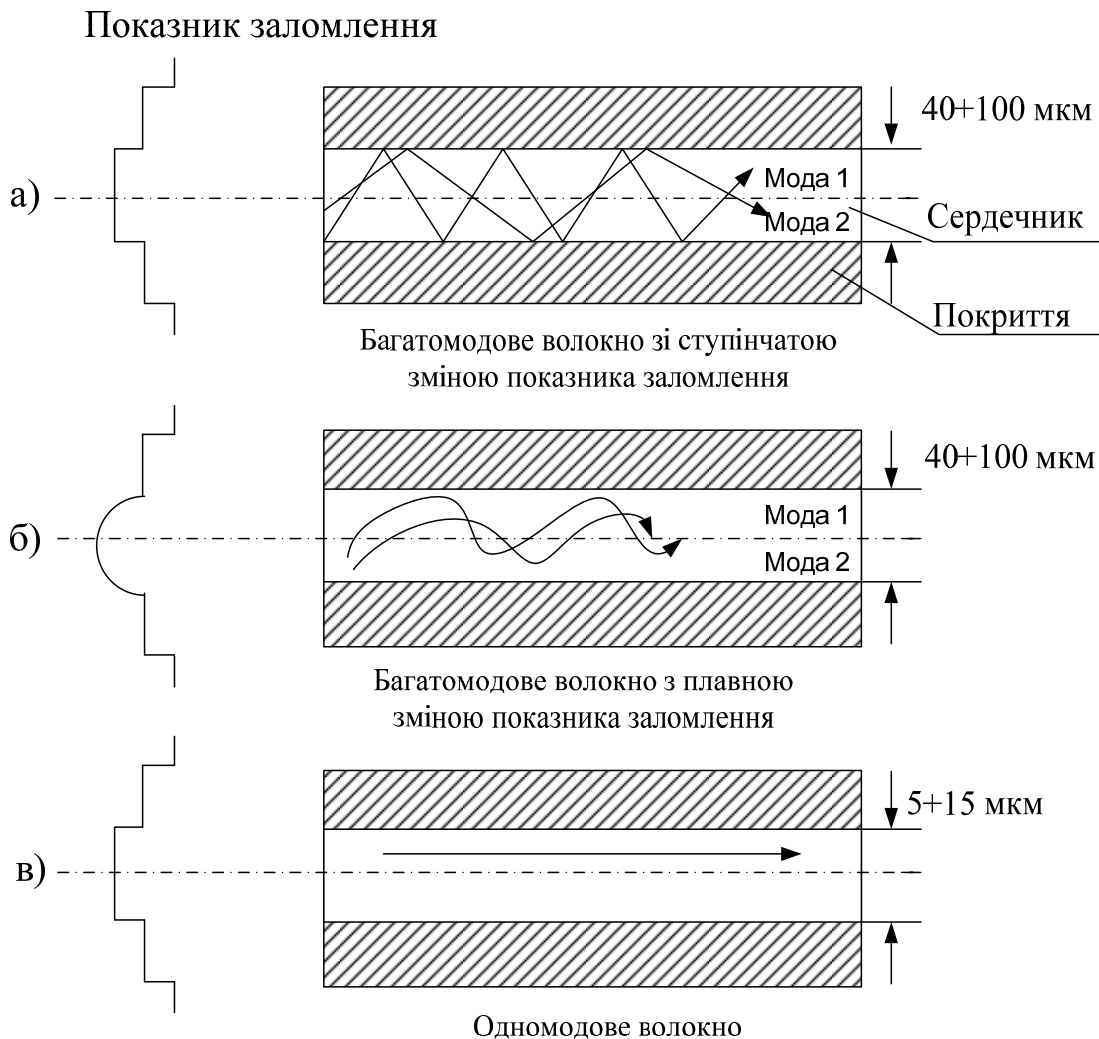 Показник заломлення
а)
40+100 мкм
Мода 1
Мода 2
Сердечник
Покриття
Багатомодове волокно зі ступінчатою
зміною показника заломлення
б)
40+100 мкм
Мода 1
Мода 2
Багатомодове волокно з плавною
зміною показника заломлення
в)
5+15 мкм
Одномодове волокно